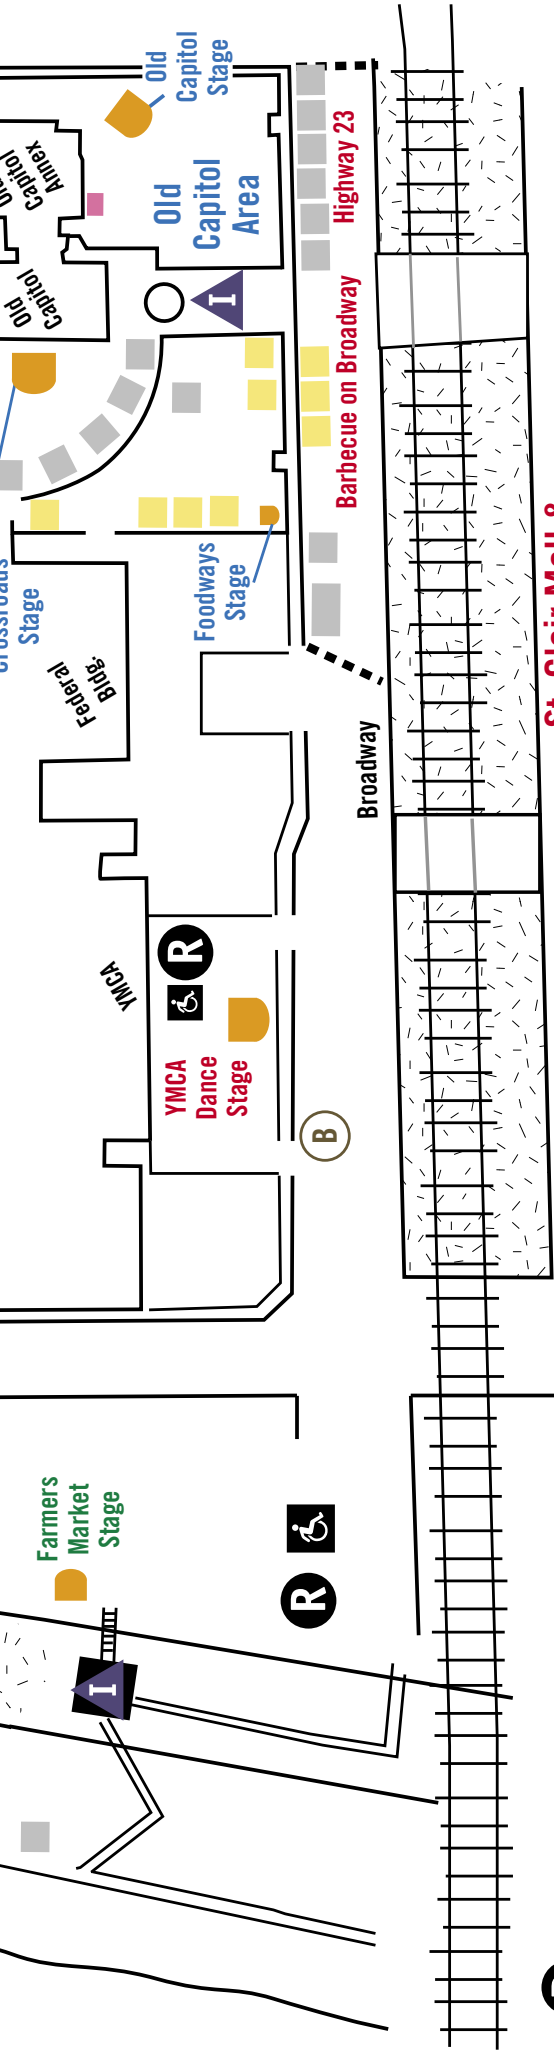 Old
Capitol
Stage
Capitol
Annex
Old
Capitol
Area
Highway 23
Old
Capitol
I
Barbecue on Broadway
Stage
Foodways
Stage
Federal
Bldg.
Broadway
YMCA
R
YMCA
Dance
Stage
B
Farmers
Market
Stage
R
I